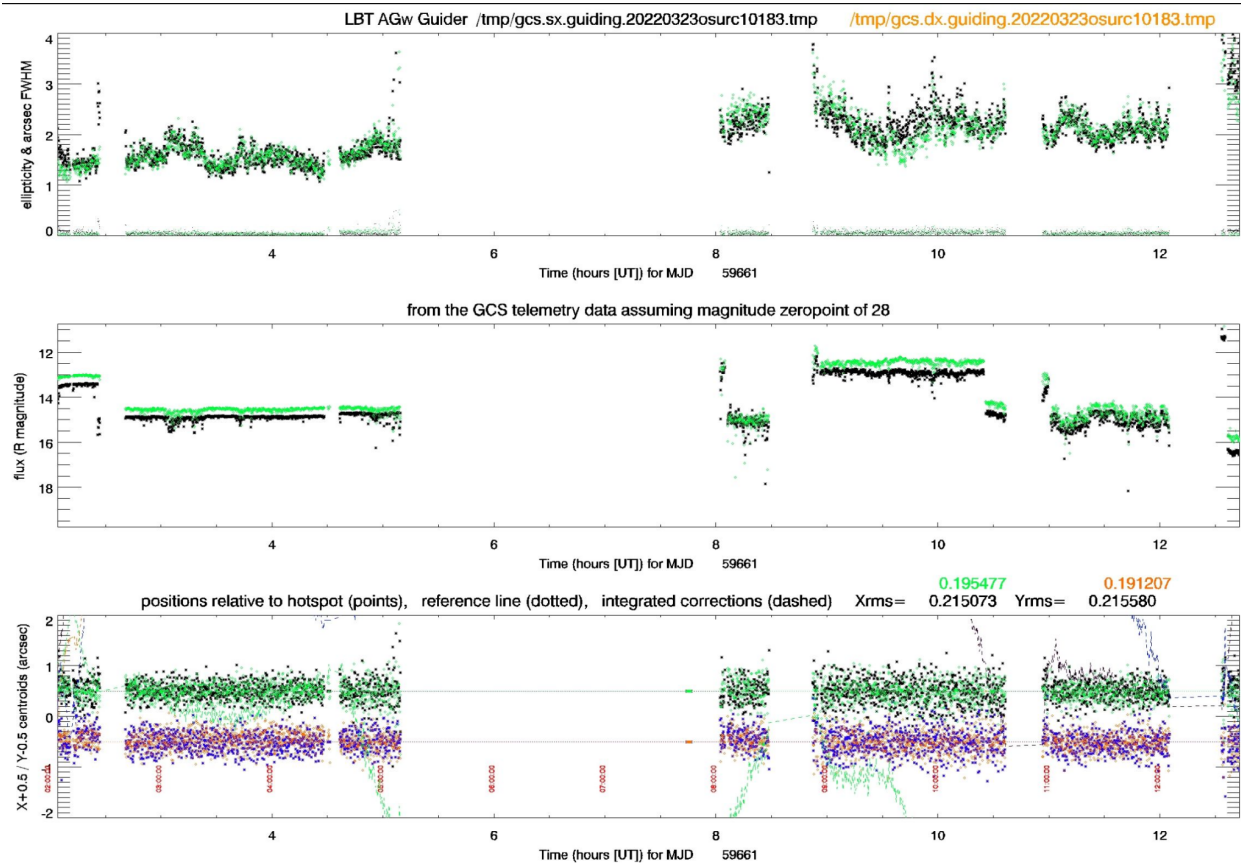 LBT AGw Guider /tmp/gcs.sx.guiding.20220323osurc10183.tmp /tmp/gcs.dx.guiding.20220323osurc10183.tmp
4
3
2
1
0
ellipticity & arcsec FWHM
4 6 8 10 12
Time (hours [UT]) for MJD 59661
from the GCS telemetry data assuming magnitude zeropoint of 28
12
14
16
18
flux (R magnitude)
4 6 8 10 12
Time (hours [UT]) for MJD 59661
0.195477 0.191207
positions relative to hotspot (points), reference line (dotted), integrated corrections (dashed) Xrms= 0.215073 Yrms= 0.215580
2
1
0
-1
-2
X+0.5 / Y-0.5 centroids (arcsec)
02:00:00 03:00:00 06:00:00 07:00:00 08:00:00 09:00:00 11:00:00
4 6 8 10 12
Time (hours [UT]) for MJD 59661